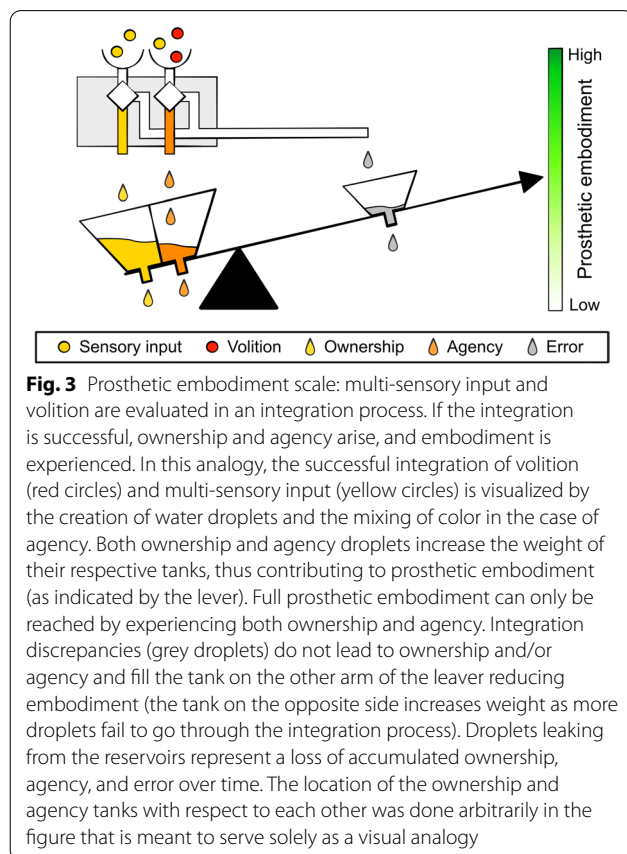 High
Prosthetic embodiment
Low
Sensory input Volition Ownership Agency Error
Fig. 3 Prosthetic embodiment scale: multi-sensory input and
volition are evaluated in an integration process. If the integration
is successful, ownership and agency arise, and embodiment is
experienced. In this analogy, the successful integration of volition
(red circles) and multi-sensory input (yellow circles) is visualized by
the creation of water droplets and the mixing of color in the case of
agency. Both ownership and agency droplets increase the weight of
their respective tanks, thus contributing to prosthetic embodiment
(as indicated by the lever). Full prosthetic embodiment can only be
reached by experiencing both ownership and agency. Integration
discrepancies (grey droplets) do not lead to ownership and/or
agency and fill the tank on the other arm of the leaver reducing
embodiment (the tank on the opposite side increases weight as more
droplets fail to go through the integration process). Droplets leaking
from the reservoirs represent a loss of accumulated ownership,
agency, and error over time. The location of the ownership and
agency tanks with respect to each other was done arbitrarily in the
figure that is meant to serve solely as a visual analogy